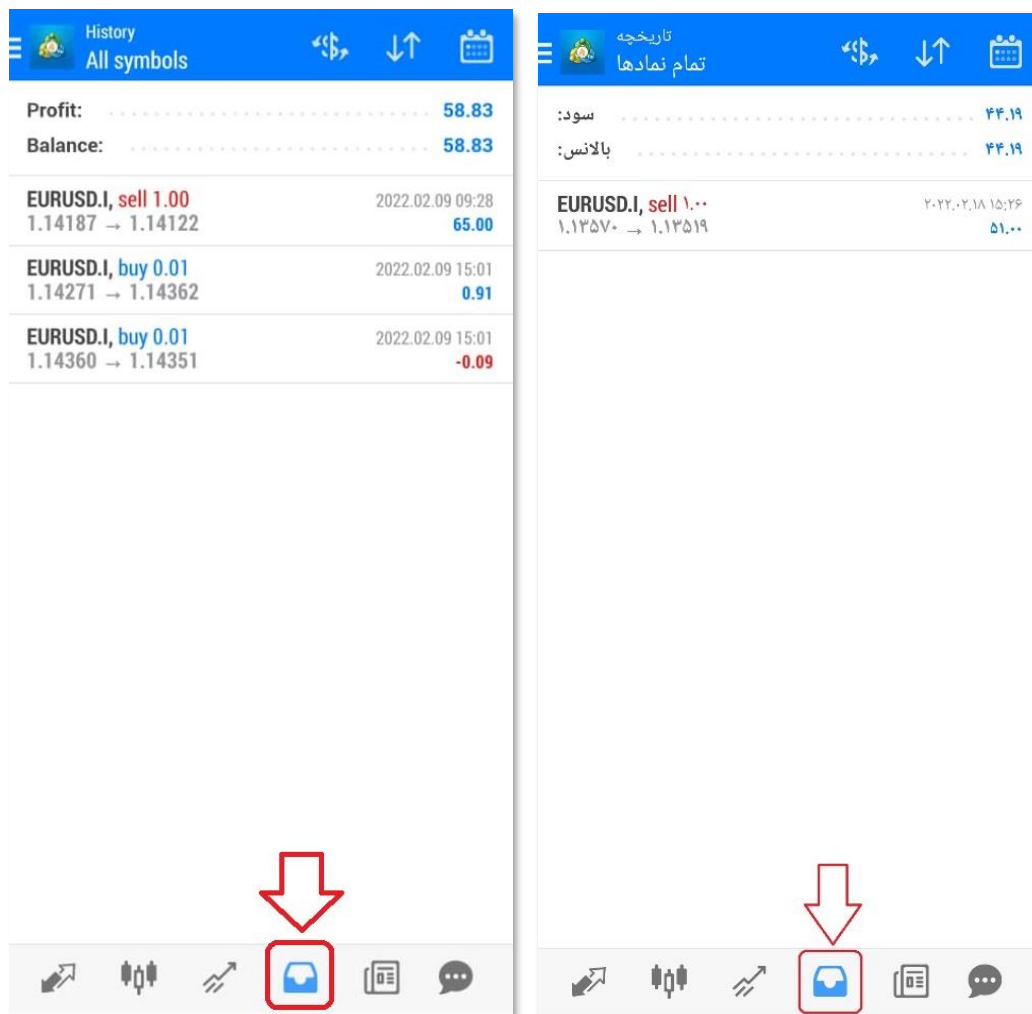 History
All symbols
Profit: 58.83
Balance: 58.83
EURUSD.I, sell 1.00 2022.02.09 09:28
1.14187 → 1.14122 65.00
EURUSD.I, buy 0.01 2022.02.09 15:01
1.14271 → 1.14362 0.91
EURUSD.I, buy 0.01 2022.02.09 15:01
1.14360 → 1.14351 -0.09
تاریخچه
تمام نمادها
سود: ۴۴.۱۹
بالانس: ۴۴.۱۹
EURUSD.I, sell ۱.۰۰ ۲۰۲۲.۰۲.۱۸ ۱۵:۲۶
۱.۱۳۵۷۰ → ۱.۱۳۵۱۹ ۵۱.۰۰